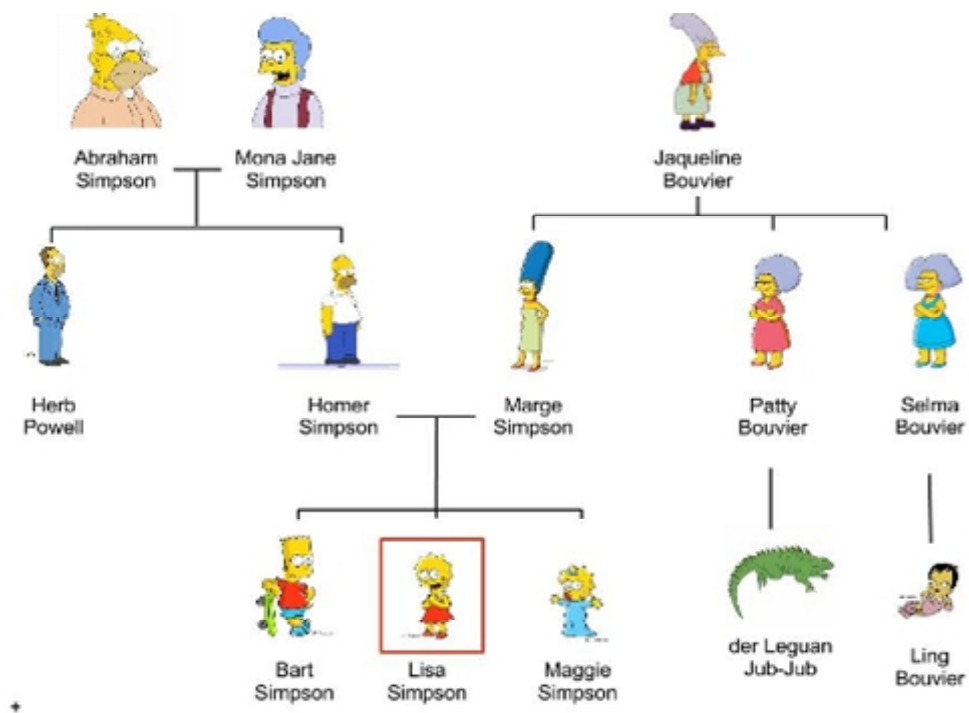 Abraham
Simpson
Mona Jane
Simpson
Jaqueline
Bouvier
Herb
Powell
Homer
Simpson
Marge
Simpson
Patty
Bouvier
Selma
Bouvier
Bart
Simpson
Lisa
Simpson
Maggie
Simpson
der Leguan
Jub-Jub
Ling
Bouvier